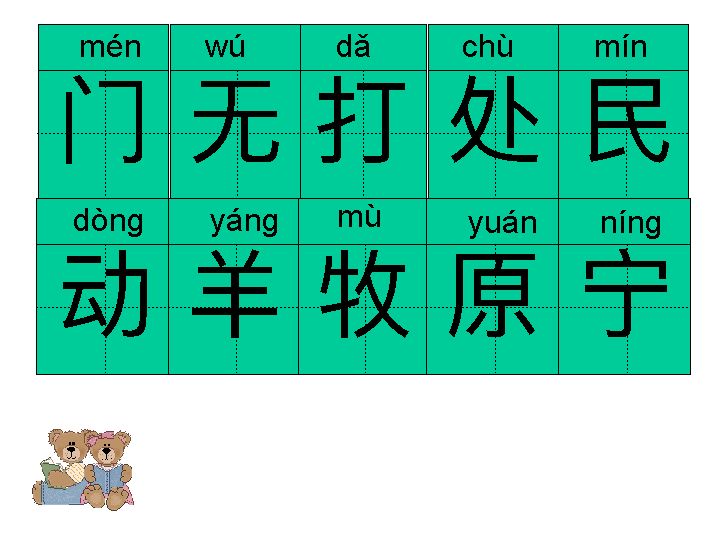 mén wú dǎ chù mín
门 无 打 处 民
dòng yáng mù yuán níng
动 羊 牧 原 宁